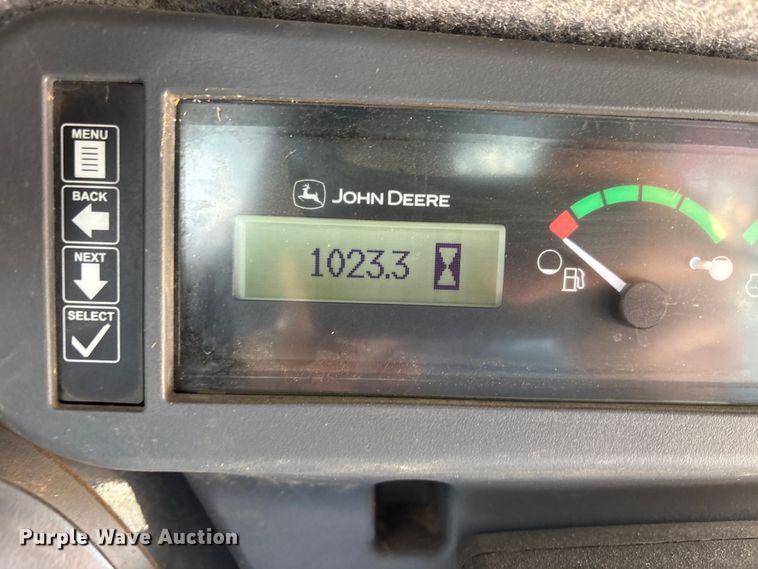 MENU
BACK
NEXT
SELECT
JOHN DEERE
1023.3
Purple Wave Auction